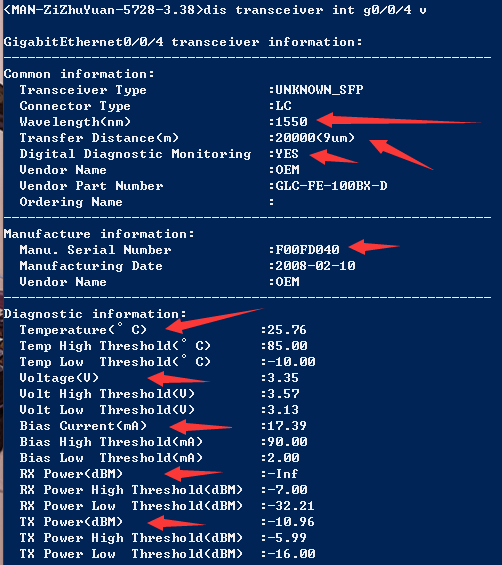 <MAN-ZiZhuYuan-5728-3.38>dis transceiver int g0/0/4 v
GigabitEthernet0/0/4 transceiver information:
-------------------------------------------------------------
Common information:
Transceiver Type :UNKNOWN_SFP
Connector Type :LC
Wavelength(nm) :1550
Transfer Distance(m) :20000(9um)
Digital Diagnostic Monitoring :YES
Vendor Name :OEM
Vendor Part Number :GLC-FE-100BX-D
Ordering Name :
-------------------------------------------------------------
Manufacture information:
Manu. Serial Number :F00FD040
Manufacturing Date :2008-02-10
Vendor Name :OEM
-------------------------------------------------------------
Diagnostic information:
Temperature(° C) :25.76
Temp High Threshold(° C) :85.00
Temp Low Threshold(° C) :-10.00
Voltage(V) :3.35
Volt High Threshold(V) :3.57
Volt Low Threshold(V) :3.13
Bias Current(mA) :17.39
Bias High Threshold(mA) :90.00
Bias Low Threshold(mA) :2.00
RX Power(dBM) :-Inf
RX Power High Threshold(dBM) :-7.00
RX Power Low Threshold(dBM) :-32.21
TX Power(dBM) :-10.96
TX Power High Threshold(dBM) :-5.99
TX Power Low Threshold(dBM) :-16.00